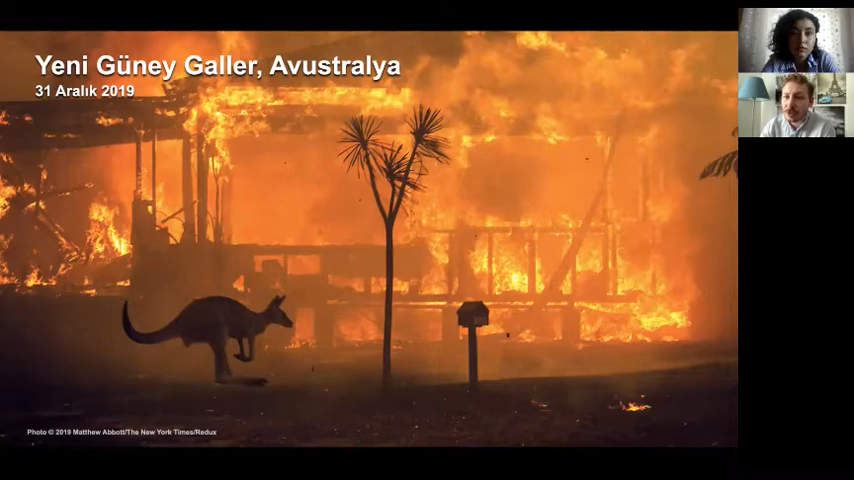 Yeni Güney Galler, Avustralya
31 Aralık 2019
Photo © 2019 Matthew Abbott/The New York Times/Redux